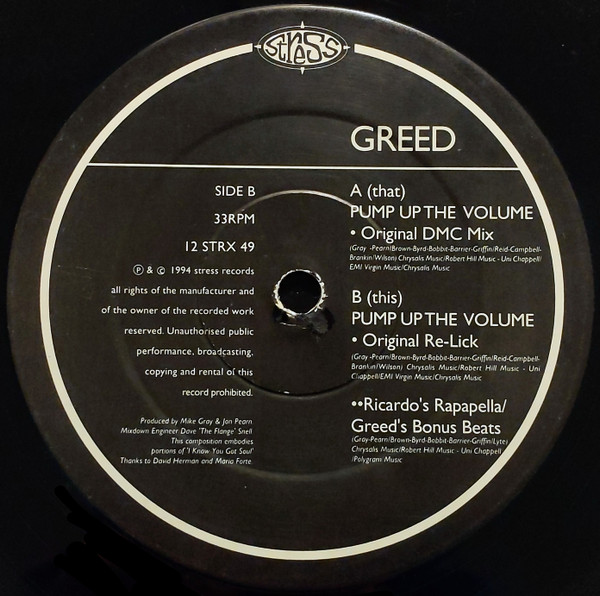 stress
GREED
SIDE B
33RPM
12 STRX 49
℗ & © 1994 stress records
all rights of the manufacturer and
of the owner of the recorded work
reserved. Unauthorised public
performance, broadcasting,
copying and rental of this
record prohibited.
Produced by Mike Gray & Jon Pearn
Mixdown Engineer Dave 'The Flange' Snell
This composition embodies
portions of 'I Know You Got Soul'
Thanks to David Herman and Mario Forte
A (that)
PUMP UP THE VOLUME
• Original DMC Mix
(Gray -Pearn/Brown-Byrd-Bobbit-Barrier-Griffin/Reid-Campbell-
Brankin/Wilson) Chrysalis Music/Robert Hill Music - Uni Chappell/
EMI Virgin Music/Chrysalis Music
B (this)
PUMP UP THE VOLUME
• Original Re-Lick
(Gray -Pearn/Brown-Byrd-Bobbit-Barrier-Griffin/Reid-Campbell-
Brankin/Wilson) Chrysalis Music/Robert Hill Music - Uni
Chappell/EMI Virgin Music/Chrysalis Music
••Ricardo's Rapapella/
Greed's Bonus Beats
(Gray-Pearn/Brown-Byrd-Bobbit-Barrier-Griffin/Lyte)
Chrysalis Music/Robert Hill Music - Uni Chappell
/Polygram Music